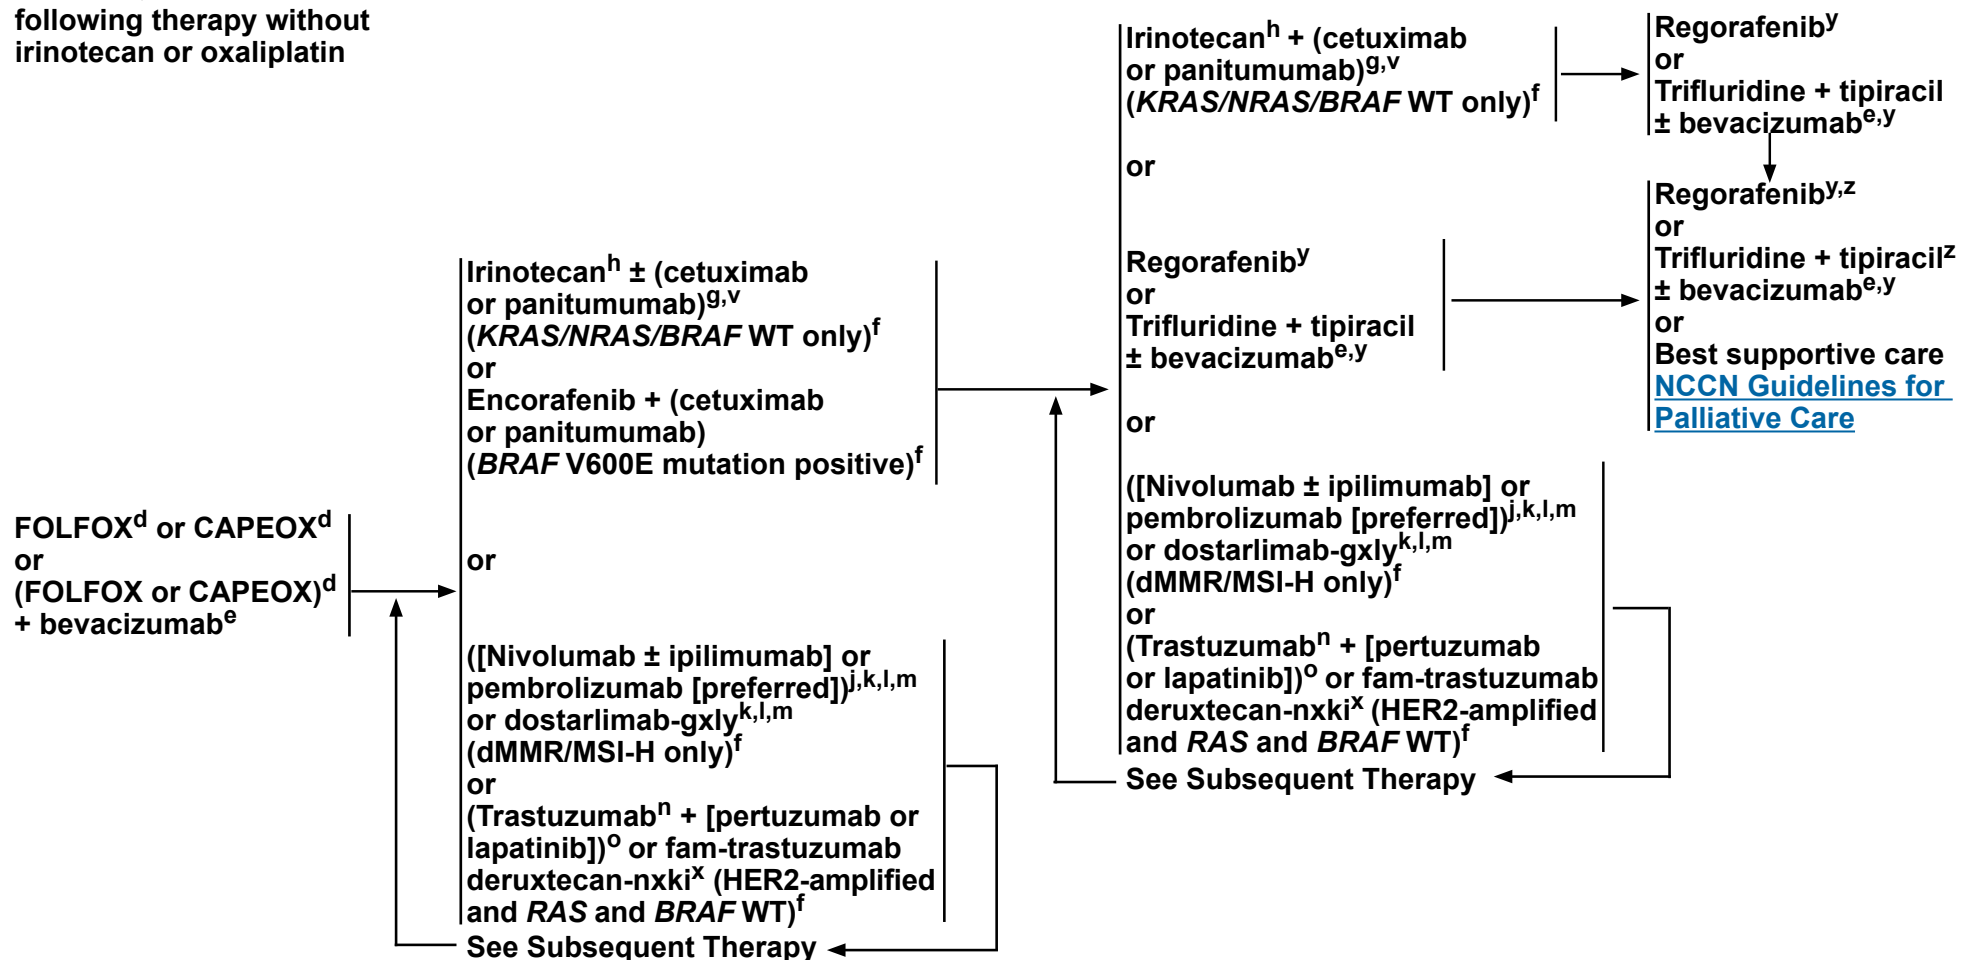 following therapy without
irinotecan or oxaliplatin
FOLFOXᵈ or CAPEOXᵈ
or
(FOLFOX or CAPEOX)ᵈ
+ bevacizumabᵉ
Irinotecanʰ ± (cetuximab
or panitumumab)ᵍ,ᵛ
(KRAS/NRAS/BRAF WT only)ᶠ
or
Encorafenib + (cetuximab
or panitumumab)
(BRAF V600E mutation positive)ᶠ
or
([Nivolumab ± ipilimumab] or
pembrolizumab [preferred])ʲ,ᵏ,ˡ,ᵐ
or dostarlimab-gxlyᵏ,ˡ,ᵐ
(dMMR/MSI-H only)ᶠ
or
(Trastuzumabⁿ + [pertuzumab or
lapatinib])ᵒ or fam-trastuzumab
deruxtecan-nxkiˣ (HER2-amplified
and RAS and BRAF WT)ᶠ
See Subsequent Therapy
Irinotecanʰ + (cetuximab
or panitumumab)ᵍ,ᵛ
(KRAS/NRAS/BRAF WT only)ᶠ
or
Regorafenibʸ
or
Trifluridine + tipiracil
± bevacizumabᵉ,ʸ
or
([Nivolumab ± ipilimumab] or
pembrolizumab [preferred])ʲ,ᵏ,ˡ,ᵐ
or dostarlimab-gxlyᵏ,ˡ,ᵐ
(dMMR/MSI-H only)ᶠ
or
(Trastuzumabⁿ + [pertuzumab
or lapatinib])ᵒ or fam-trastuzumab
deruxtecan-nxkiˣ (HER2-amplified
and RAS and BRAF WT)ᶠ
See Subsequent Therapy
Regorafenibʸ
or
Trifluridine + tipiracil
± bevacizumabᵉ,ʸ
Regorafenibʸ,ᶻ
or
Trifluridine + tipiracilᶻ
± bevacizumabᵉ,ʸ
or
Best supportive care
NCCN Guidelines for
Palliative Care